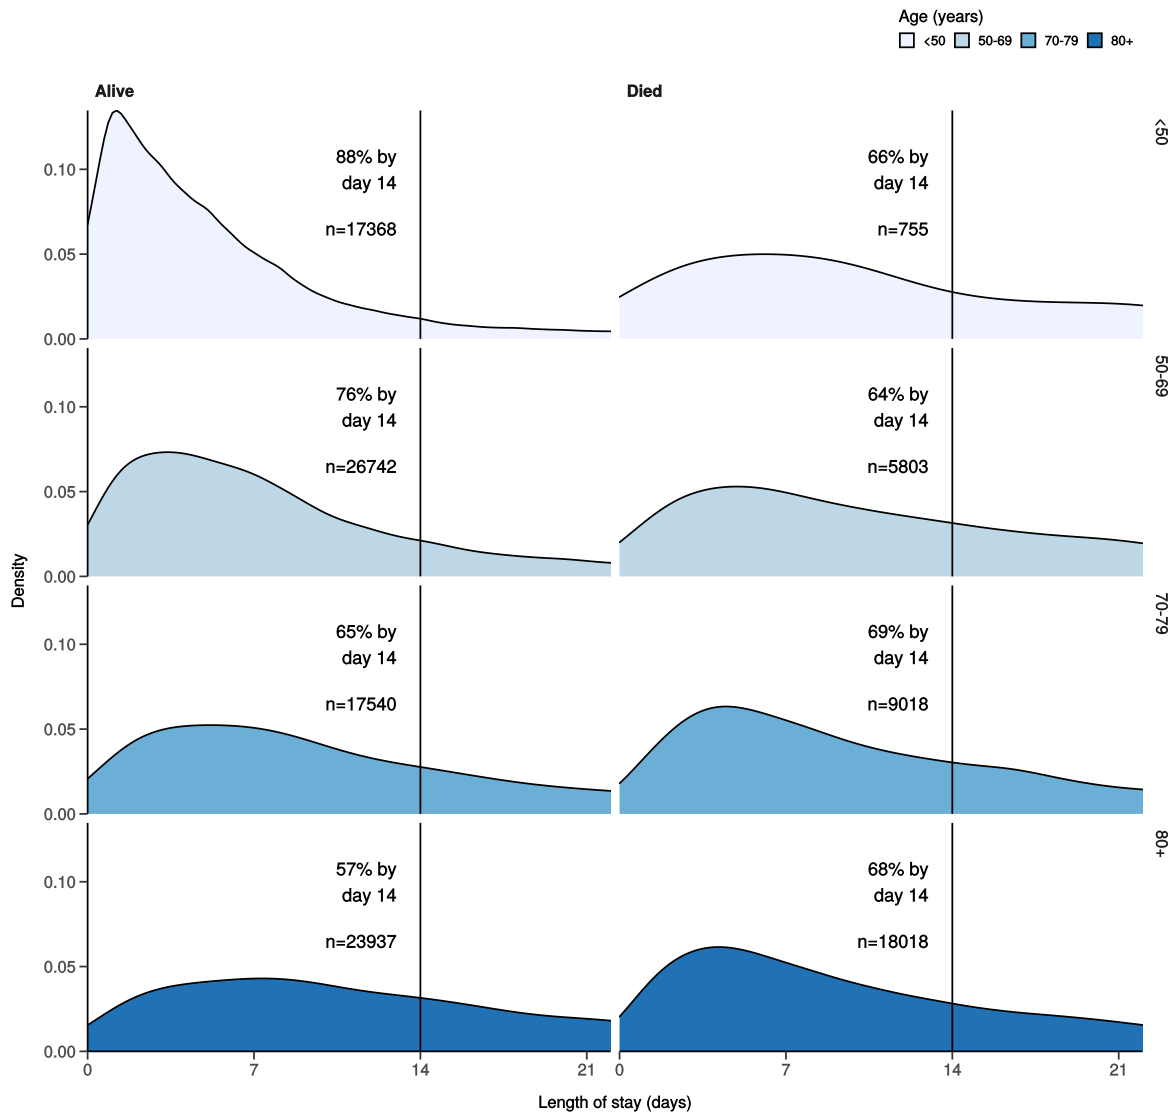 Age (years)
<50 50-69 70-79 80+
Alive
Died
<50
0.10
0.05
0.00
88% by
day 14
n=17368
66% by
day 14
n=755
50-69
0.10
0.05
0.00
76% by
day 14
n=26742
64% by
day 14
n=5803
Density
70-79
0.10
0.05
0.00
65% by
day 14
n=17540
69% by
day 14
n=9018
80+
0.10
0.05
0.00
57% by
day 14
n=23937
68% by
day 14
n=18018
0 7 14 21 0 7 14 21
Length of stay (days)